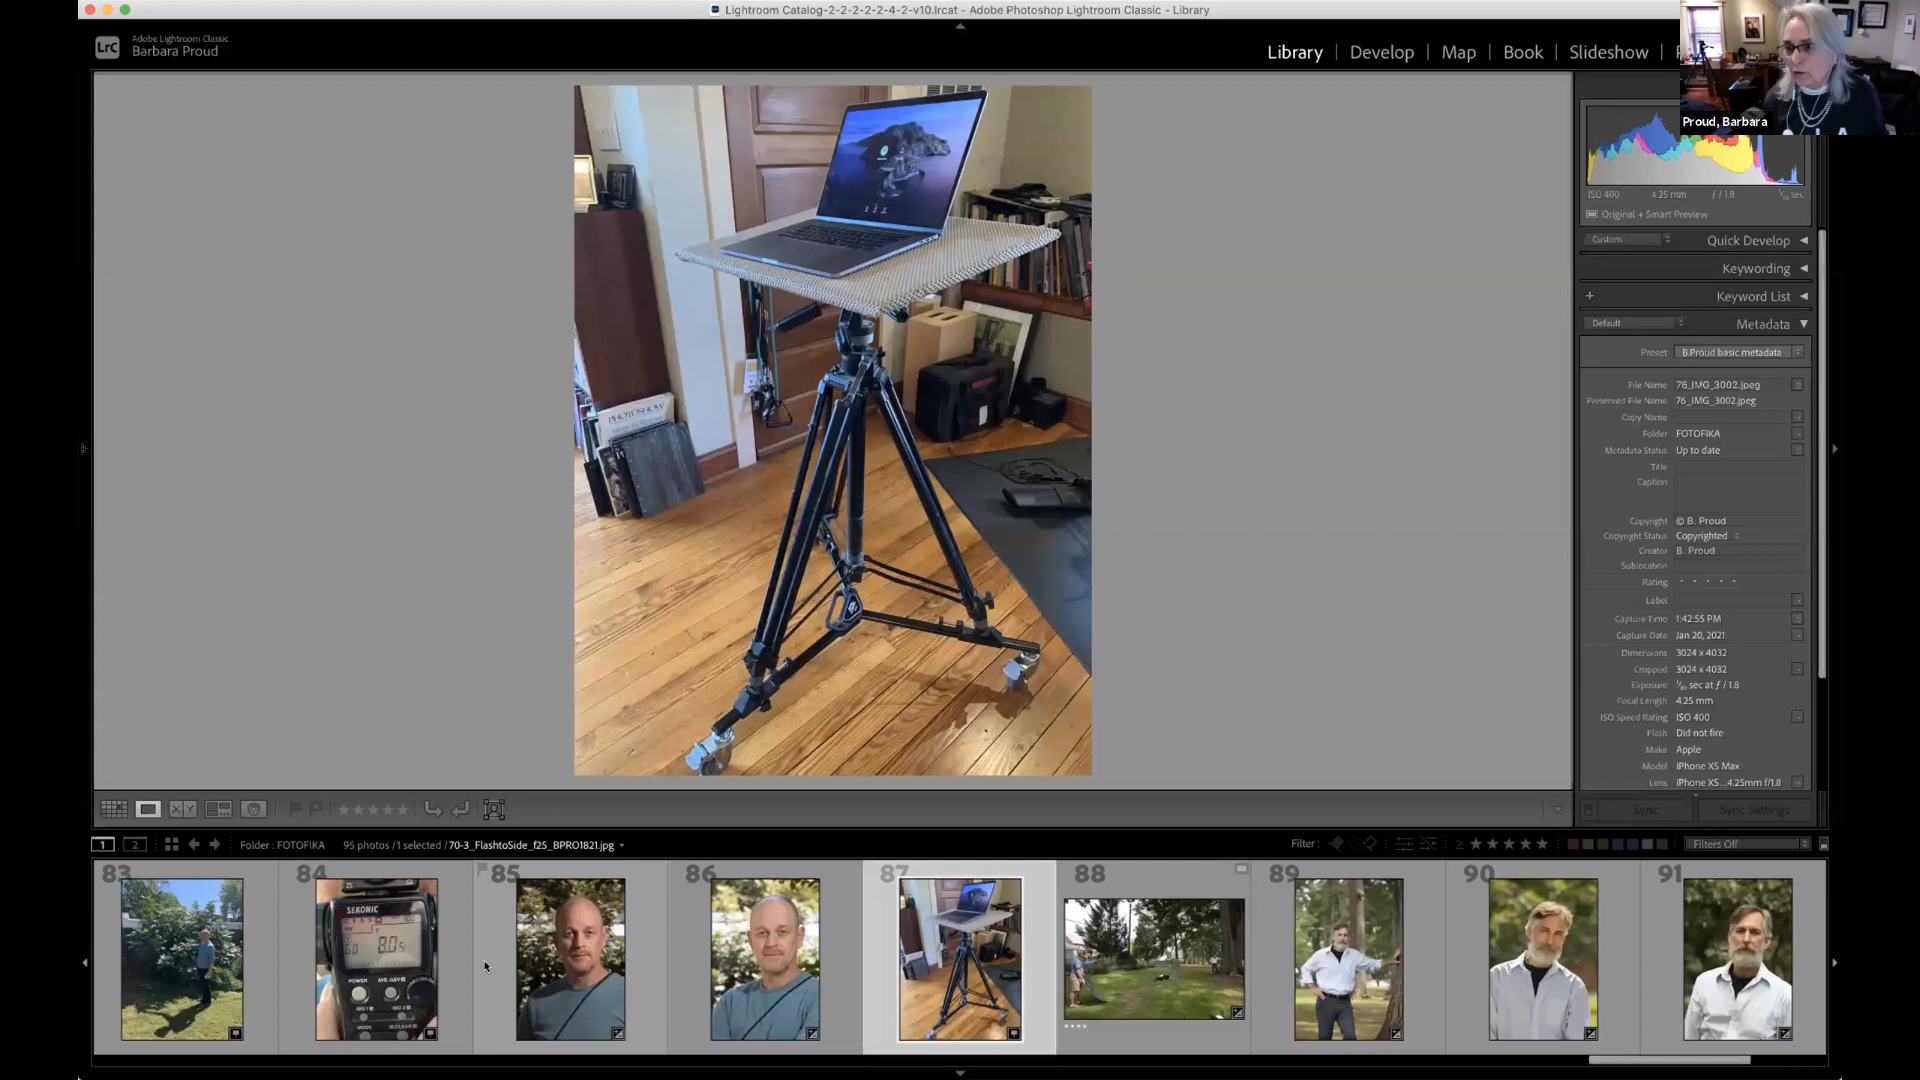 Lightroom Catalog-2-2-2-2-2-4-2-v10.lrcat - Adobe Photoshop Lightroom Classic - Library
LrC
Adobe Lightroom Classic
Barbara Proud
Library | Develop | Map | Book | Slideshow |
Proud, Barbara
ISO 400 4.25 mm ƒ / 1.8
Original + Smart Preview
Custom Quick Develop
Keywording
+ Keyword List
Default Metadata
Preset B.Proud basic metadata
File Name 76_IMG_3002.jpeg
Preserved File Name 76_IMG_3002.jpeg
Copy Name
Folder FOTOFIKA
Metadata Status Up to date
Title
Caption
Copyright © B. Proud
Copyright Status Copyrighted
Creator B. Proud
Sublocation
Rating
Label
Capture Time 1:42:55 PM
Capture Date Jan 20, 2021
Dimensions 3024 x 4032
Cropped 3024 x 4032
Exposure sec at ƒ / 1.8
Focal Length 4.25 mm
ISO Speed Rating ISO 400
Flash Did not fire
Make Apple
Model iPhone XS Max
Lens iPhone XS...4.25mm f/1.8
PHOTOSHOW
XY
Sync Sync Settings
1 2 Folder : FOTOFIKA 95 photos / 1 selected / 70-3_FlashtoSide_f25_BPRO1821.jpg
Filter : ≥ Filters Off
83 84 85 86 87 88 89 90 91
SEKONIC
POWER
MODE